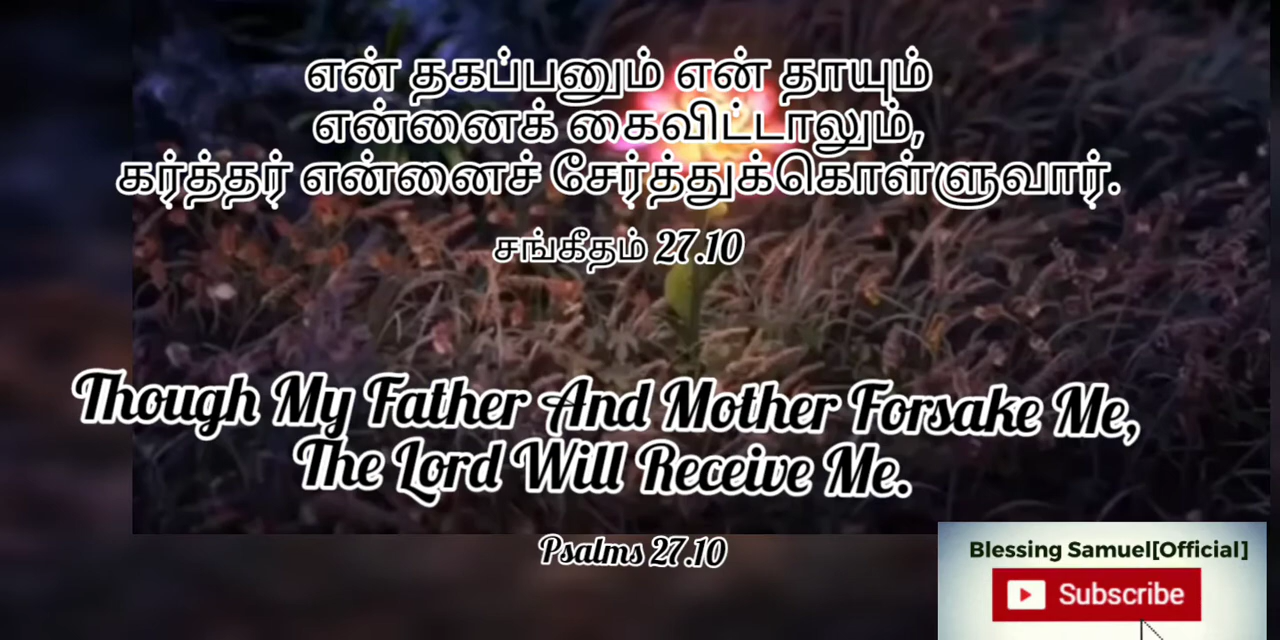 என் தகப்பனும் என் தாயும்
என்னைக் கைவிட்டாலும்,
கர்த்தர் என்னைச் சேர்த்துக்கொள்ளுவார்.
சங்கீதம் 27.10
Though My Father And Mother Forsake Me,
The Lord Will Receive Me.
Psalms 27.10
Blessing Samuel[Official]
Subscribe